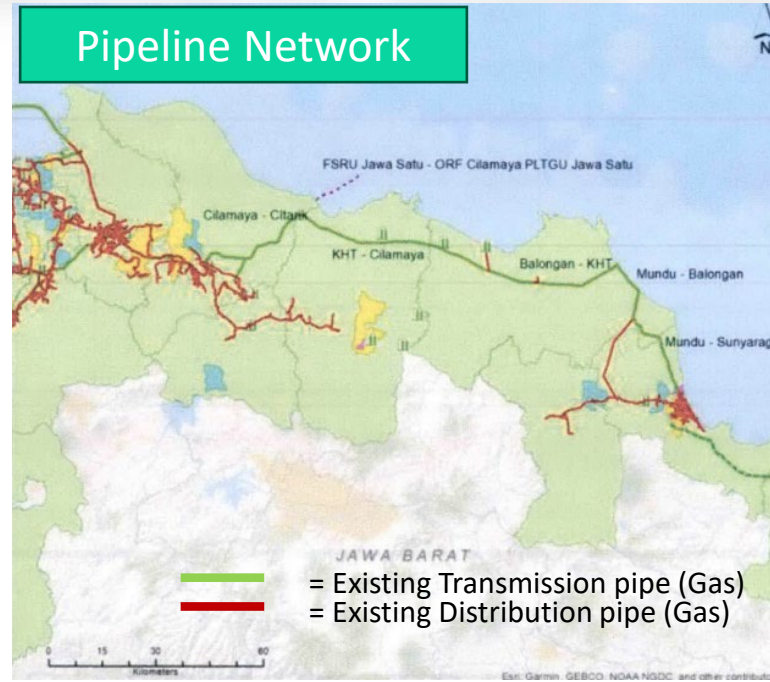 Pipeline Network
N
FSRU Jawa Satu - ORF Cilamaya PLTGU Jawa Satu
Cilamaya - Citarik
KHT - Cilamaya
Balongan - KHT
Mundu - Balongan
Mundu - Sunyarag
JAWA BARAT
= Existing Transmission pipe (Gas)
= Existing Distribution pipe (Gas)
0 15 30 60
Kilometers
Esri, Garmin, GEBCO, NOAA NGDC, and other contributo